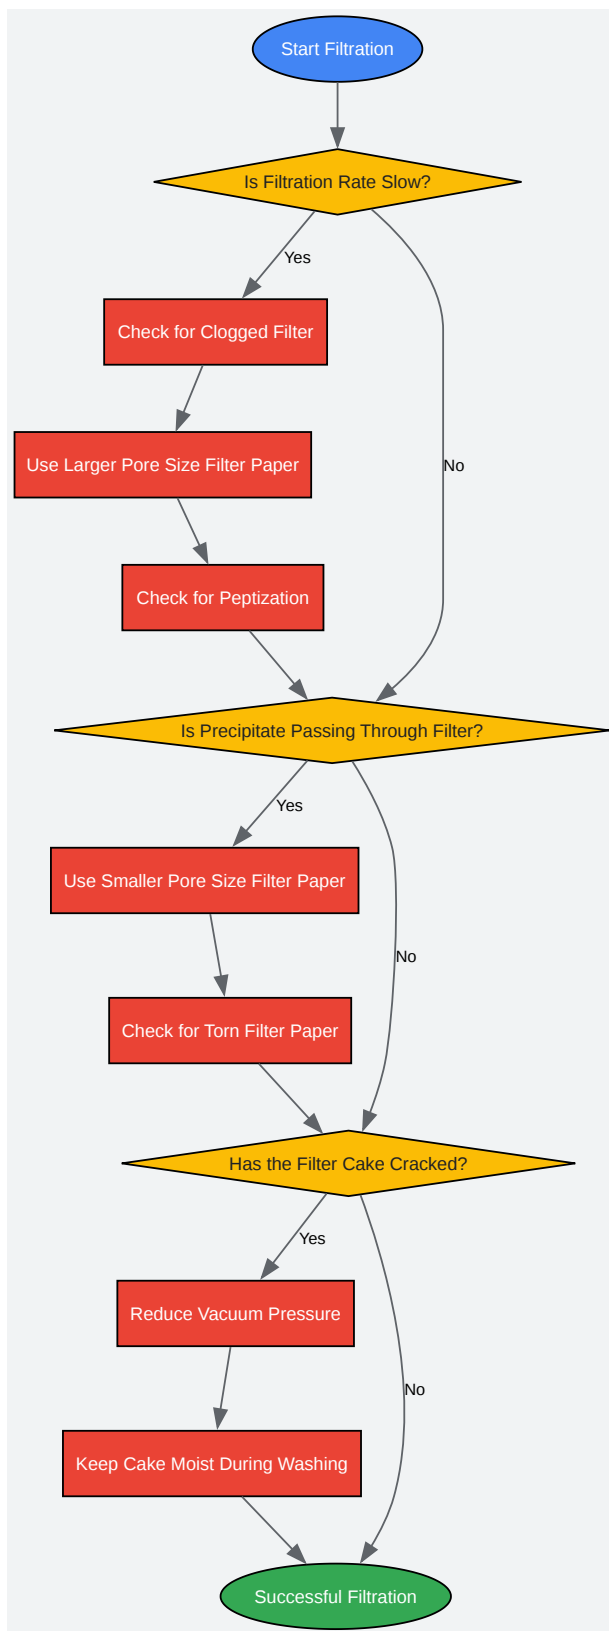 Start Filtration
Is Filtration Rate Slow?
Yes
Check for Clogged Filter
Use Larger Pore Size Filter Paper
No
Check for Peptization
Is Precipitate Passing Through Filter?
Yes
Use Smaller Pore Size Filter Paper
No
Check for Torn Filter Paper
Has the Filter Cake Cracked?
Yes
Reduce Vacuum Pressure
No
Keep Cake Moist During Washing
Successful Filtration